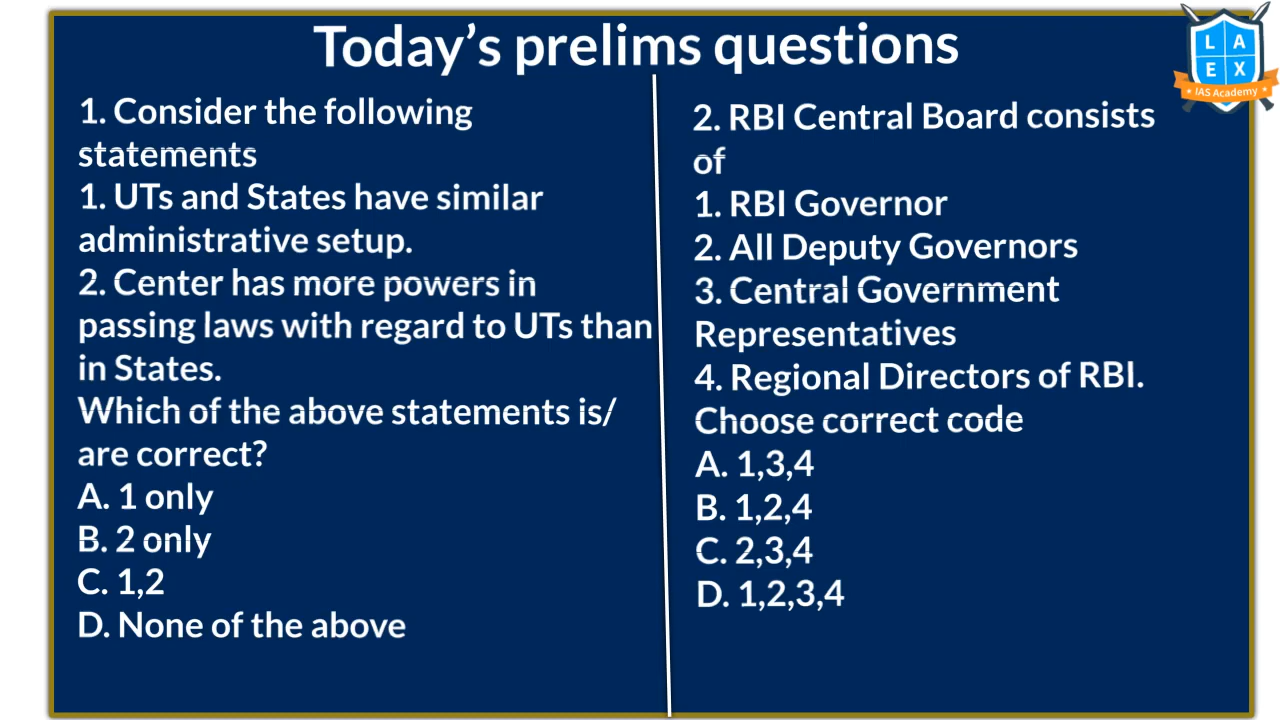 Today's prelims questions
1. Consider the following
statements
1. UTs and States have similar
administrative setup.
2. Center has more powers in
passing laws with regard to UTs than
in States.
Which of the above statements is/
are correct?
A. 1 only
B. 2 only
C. 1,2
D. None of the above
2. RBI Central Board consists
of
1. RBI Governor
2. All Deputy Governors
3. Central Government
Representatives
4. Regional Directors of RBI.
Choose correct code
A. 1,3,4
B. 1,2,4
C. 2,3,4
D. 1,2,3,4
L A
E X
IAS Academy